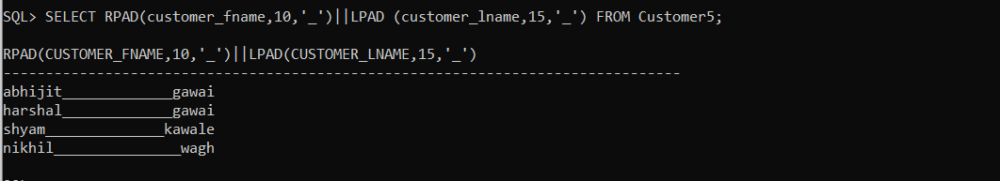 SQL> SELECT RPAD(customer_fname,10,'_')||LPAD (customer_lname,15,'_') FROM Customer5;
RPAD(CUSTOMER_FNAME,10,'_')||LPAD(CUSTOMER_LNAME,15,'_')
--------------------------------------------------------------------------------
abhijit_____________gawai
harshal_____________gawai
shyam______________kawale
nikhil_______________wagh